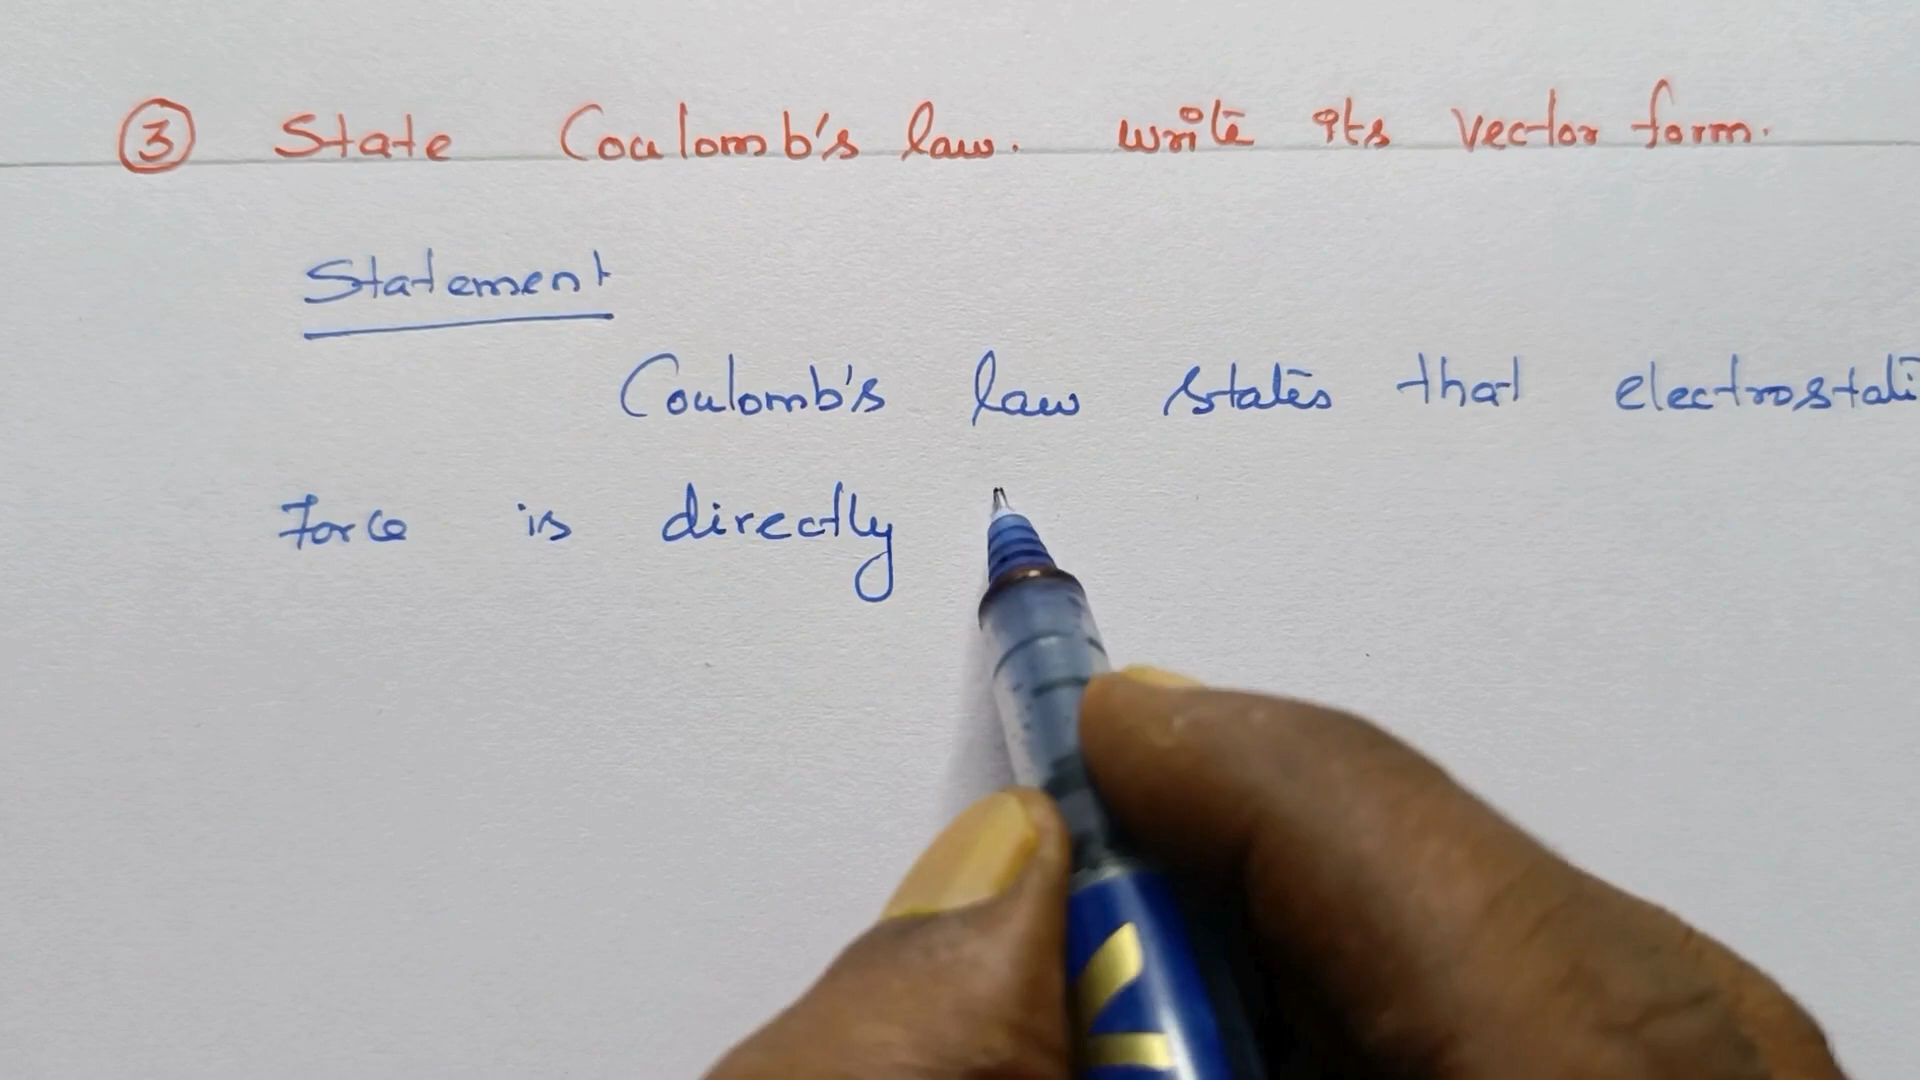 3 State Coulomb's law. write its vector form.
Statement
Coulomb's law states that electrostati
Force is directly